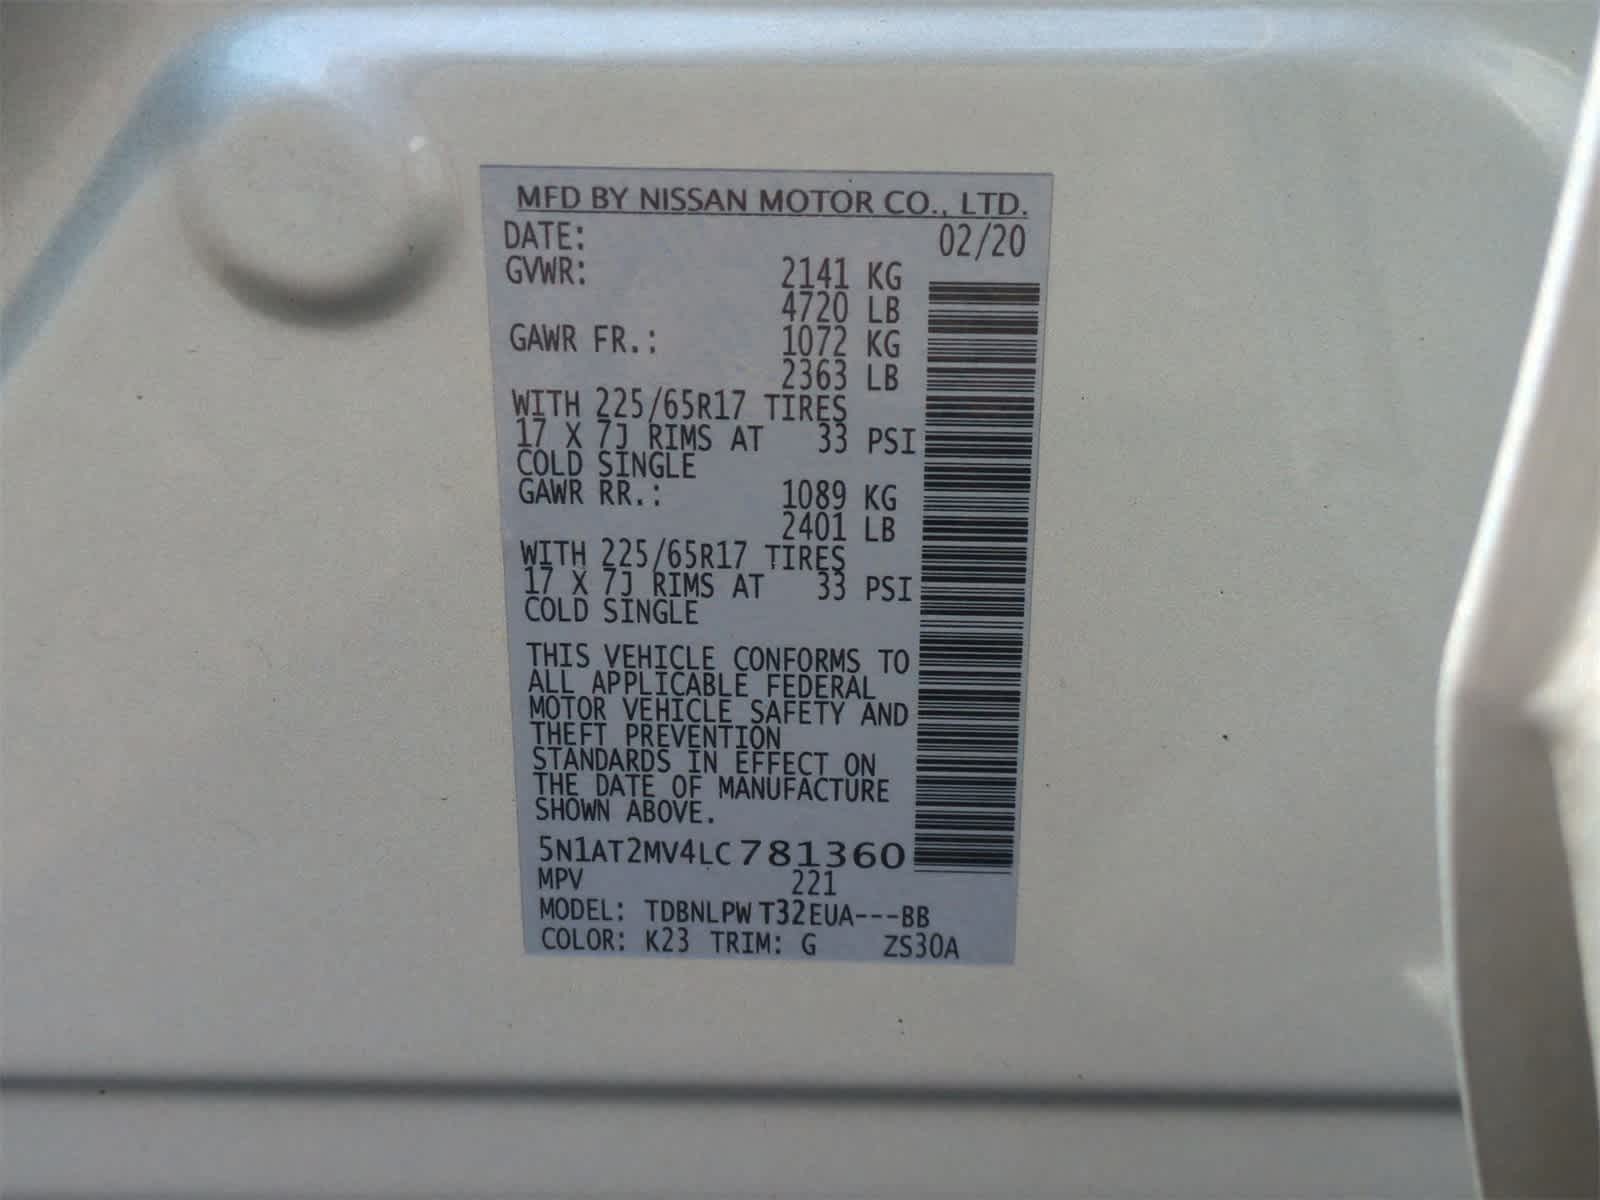 MFD BY NISSAN MOTOR CO., LTD.
DATE: 02/20
GVWR: 2141 KG
4720 LB
GAWR FR.: 1072 KG
2363 LB
WITH 225/65R17 TIRES
17 X 7J RIMS AT 33 PSI
COLD SINGLE
GAWR RR.: 1089 KG
2401 LB
WITH 225/65R17 TIRES
17 X 7J RIMS AT 33 PSI
COLD SINGLE
THIS VEHICLE CONFORMS TO
ALL APPLICABLE FEDERAL
MOTOR VEHICLE SAFETY AND
THEFT PREVENTION
STANDARDS IN EFFECT ON
THE DATE OF MANUFACTURE
SHOWN ABOVE.
5N1AT2MV4LC781360
MPV 221
MODEL: TDBNLPW T32EUA---BB
COLOR: K23 TRIM: G ZS30A